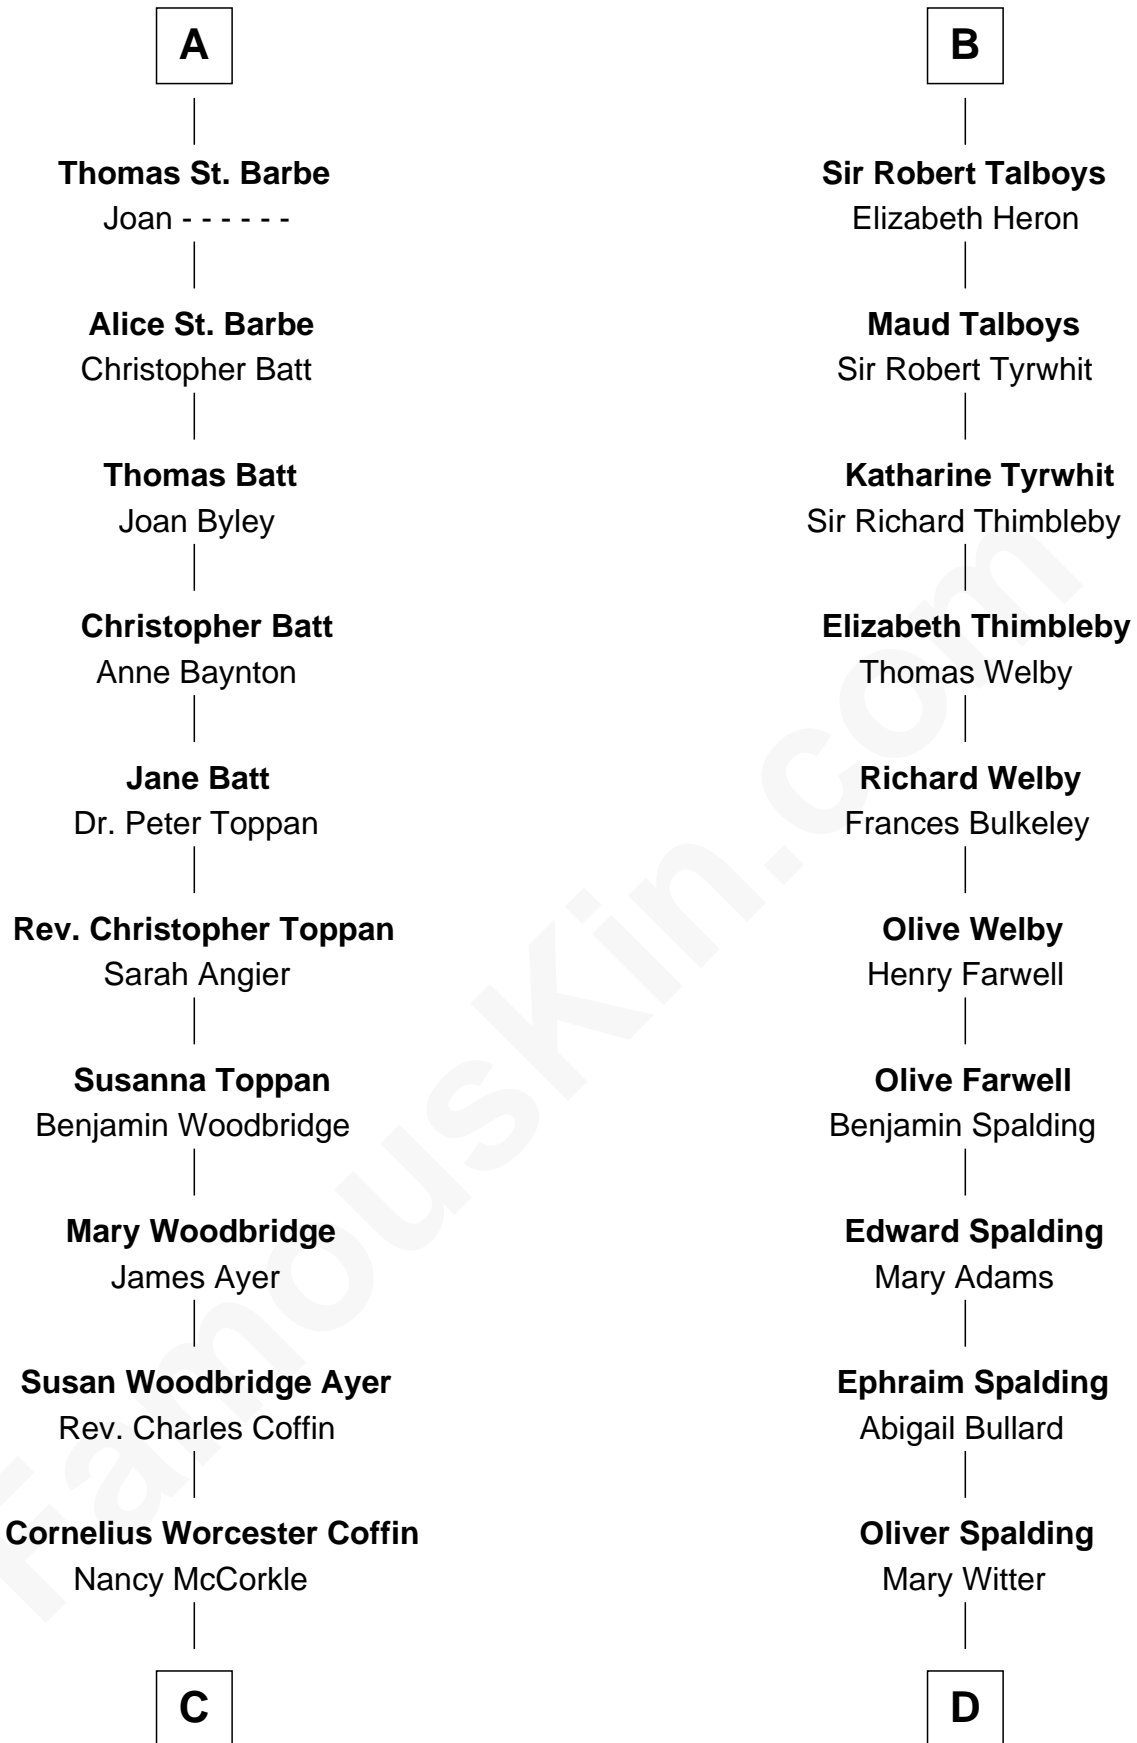 A
Thomas St. Barbe
Joan - - - - - -
Alice St. Barbe
Christopher Batt
Thomas Batt
Joan Byley
Christopher Batt
Anne Baynton
Jane Batt
Dr. Peter Toppan
Rev. Christopher Toppan
Sarah Angier
Susanna Toppan
Benjamin Woodbridge
Mary Woodbridge
James Ayer
Susan Woodbridge Ayer
Rev. Charles Coffin
Cornelius Worcester Coffin
Nancy McCorkle
C
B
Sir Robert Talboys
Elizabeth Heron
Maud Talboys
Sir Robert Tyrwhit
Katharine Tyrwhit
Sir Richard Thimbleby
Elizabeth Thimbleby
Thomas Welby
Richard Welby
Frances Bulkeley
Olive Welby
Henry Farwell
Olive Farwell
Benjamin Spalding
Edward Spalding
Mary Adams
Ephraim Spalding
Abigail Bullard
Oliver Spalding
Mary Witter
D
FamousKin.com